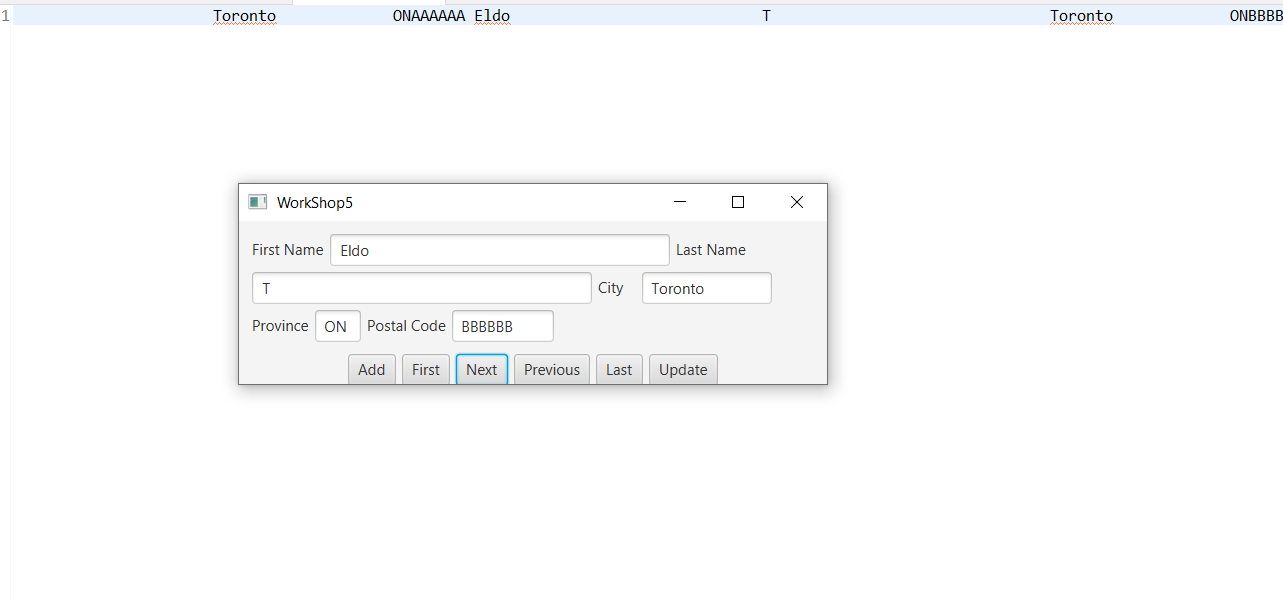 1 Toronto ONAAAAAA Eldo T Toronto ONBBBB
WorkShop5
First Name Eldo Last Name
T City Toronto
Province ON Postal Code BBBBBB
Add First Next Previous Last Update